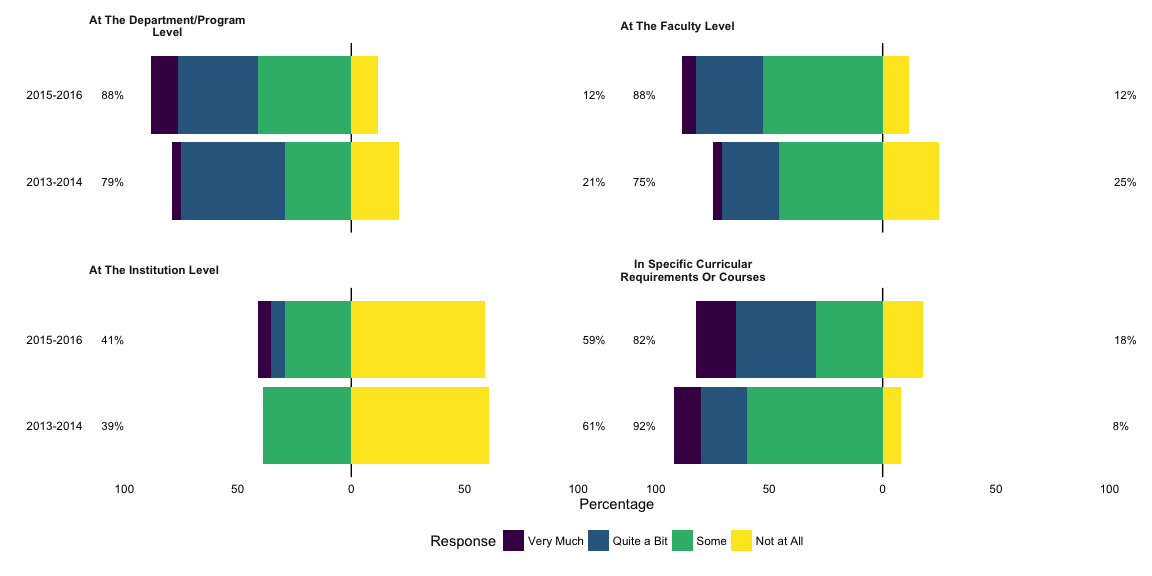 At The Department/Program
Level
At The Faculty Level
2015-2016 88% 12% 88% 12%
2013-2014 79% 21% 75% 25%
At The Institution Level
In Specific Curricular
Requirements Or Courses
2015-2016 41% 59% 82% 18%
2013-2014 39% 61% 92% 8%
100 50 0 50 100 100 50 0 50 100
Percentage
Response Very Much Quite a Bit Some Not at All